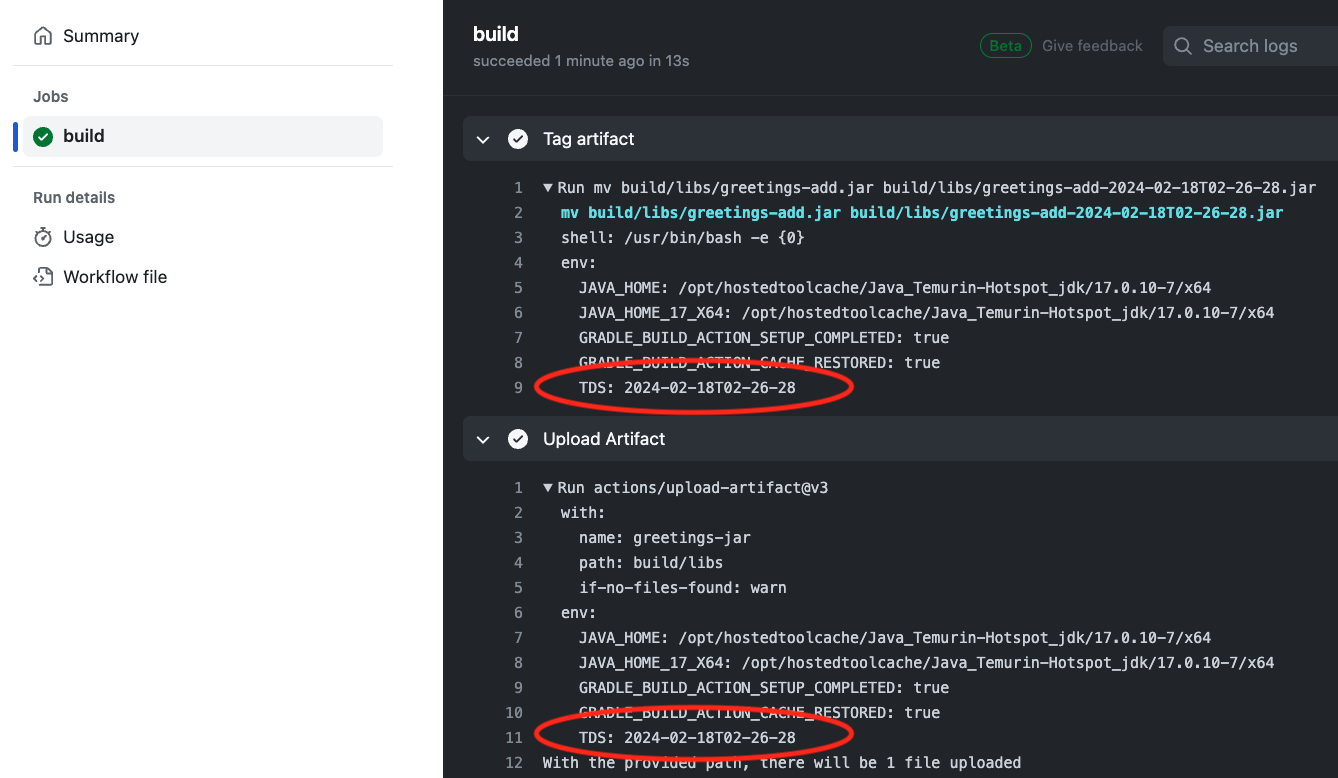 Summary
Jobs
build
Run details
Usage
Workflow file
build
succeeded 1 minute ago in 13s
Beta Give feedback
Search logs
Tag artifact
1 Run mv build/libs/greetings-add.jar build/libs/greetings-add-2024-02-18T02-26-28.jar
2 mv build/libs/greetings-add.jar build/libs/greetings-add-2024-02-18T02-26-28.jar
3 shell: /usr/bin/bash -e {0}
4 env:
5 JAVA_HOME: /opt/hostedtoolcache/Java_Temurin-Hotspot_jdk/17.0.10-7/x64
6 JAVA_HOME_17_X64: /opt/hostedtoolcache/Java_Temurin-Hotspot_jdk/17.0.10-7/x64
7 GRADLE_BUILD_ACTION_SETUP_COMPLETED: true
8 GRADLE_BUILD_ACTION_CACHE_RESTORED: true
9 TDS: 2024-02-18T02-26-28
Upload Artifact
1 Run actions/upload-artifact@v3
2 with:
3 name: greetings-jar
4 path: build/libs
5 if-no-files-found: warn
6 env:
7 JAVA_HOME: /opt/hostedtoolcache/Java_Temurin-Hotspot_jdk/17.0.10-7/x64
8 JAVA_HOME_17_X64: /opt/hostedtoolcache/Java_Temurin-Hotspot_jdk/17.0.10-7/x64
9 GRADLE_BUILD_ACTION_SETUP_COMPLETED: true
10 GRADLE_BUILD_ACTION_CACHE_RESTORED: true
11 TDS: 2024-02-18T02-26-28
12 With the provided path, there will be 1 file uploaded